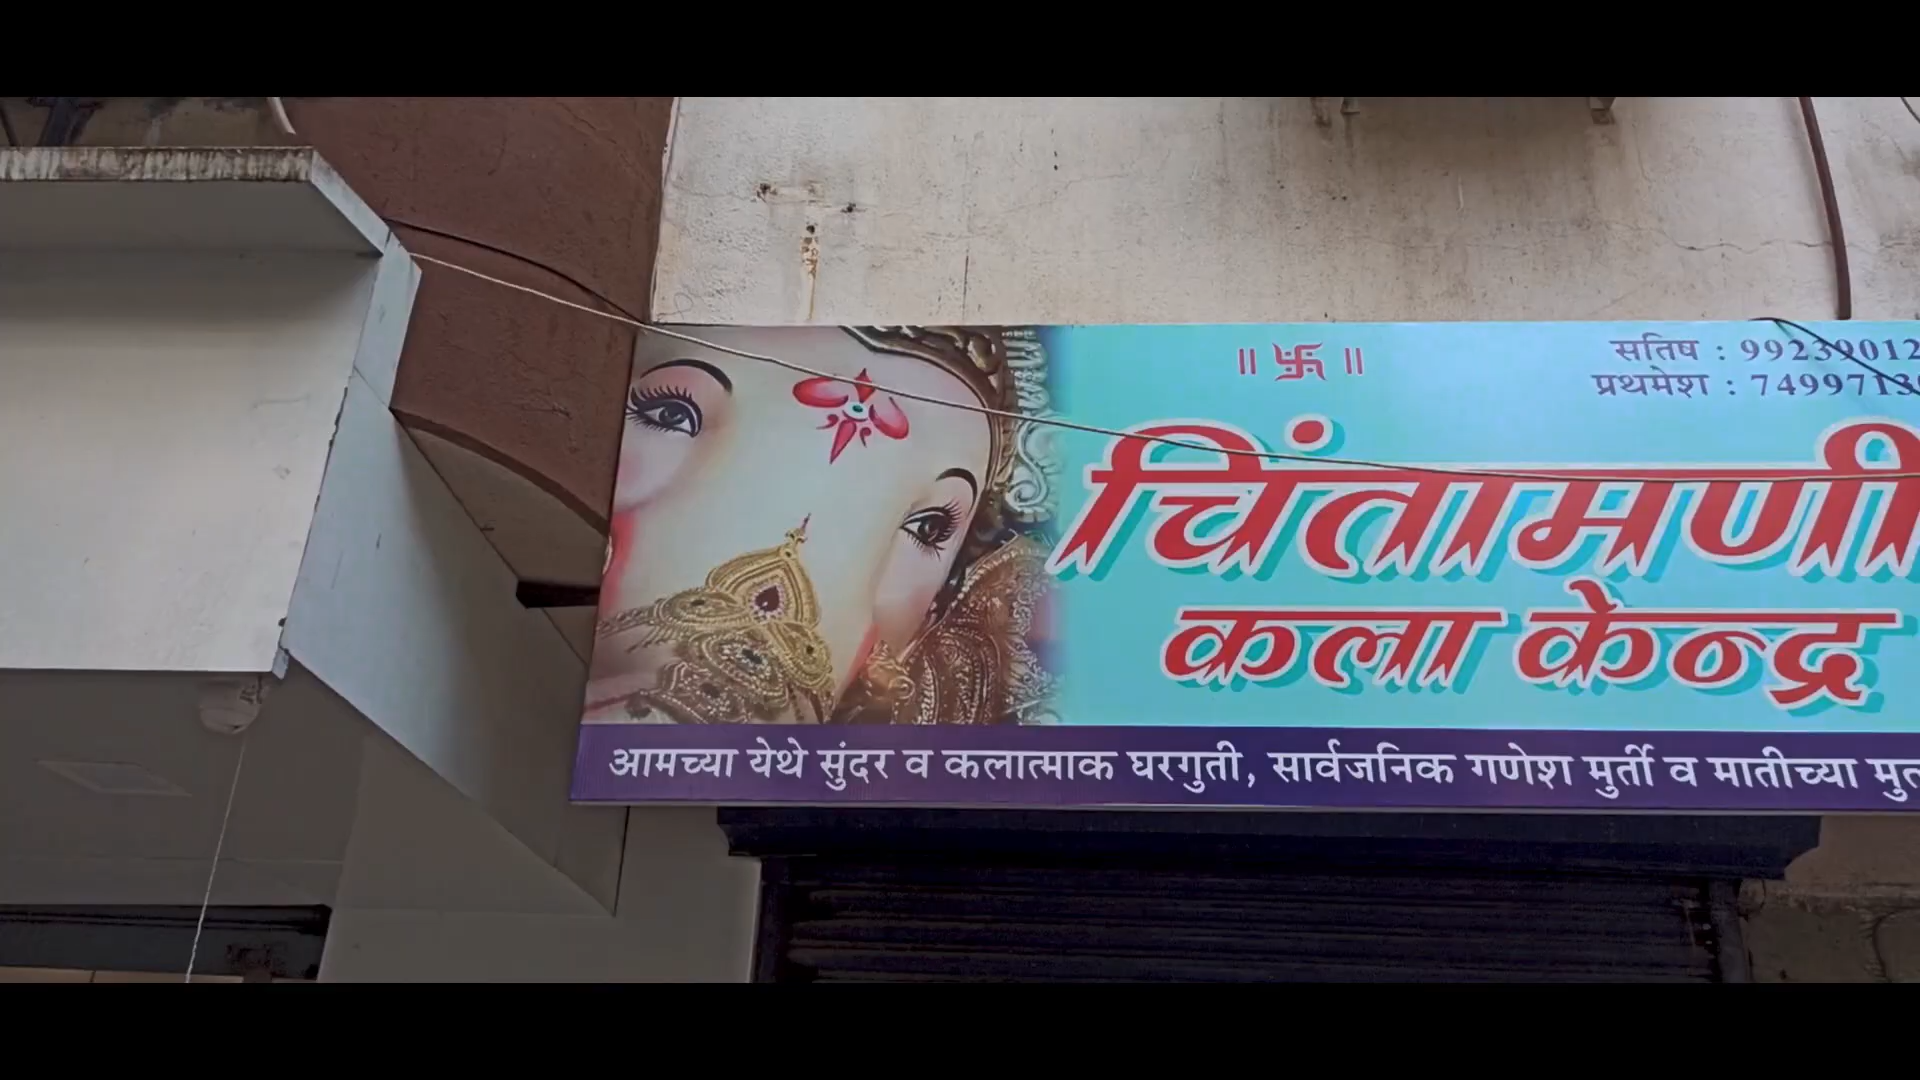 ॥ 卐 ॥
सतिष : 99239012
प्रथमेश : 7499713
चिंतामणी
कला केन्द्र
आमच्या येथे सुंदर व कलात्माक घरगुती, सार्वजनिक गणेश मुर्ती व मातीच्या